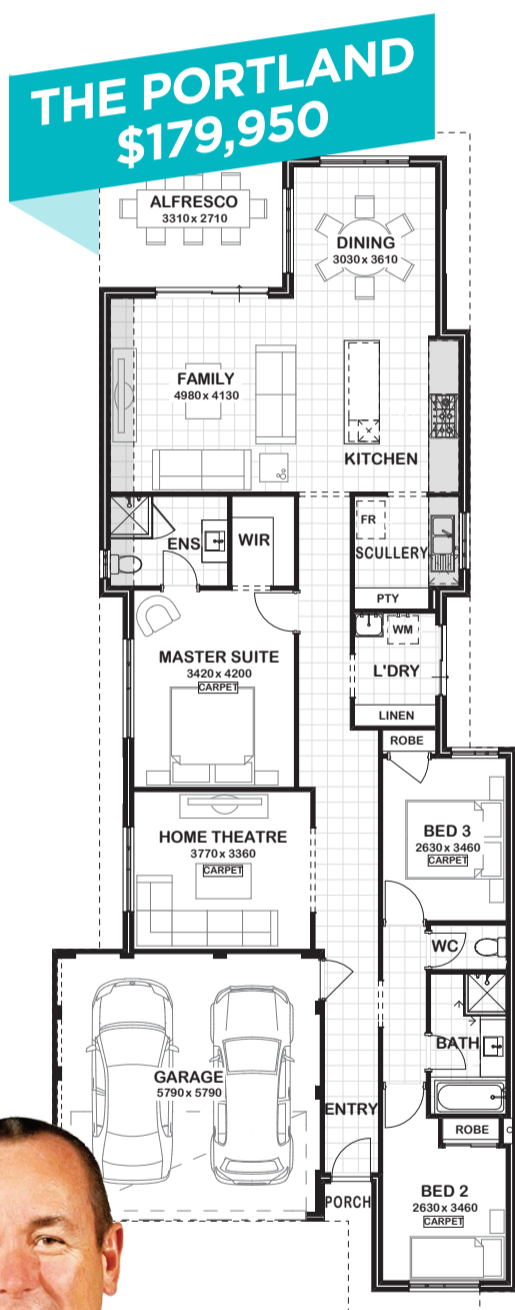 THE PORTLAND
$179,950
ALFRESCO
3310 x 2710
DINING
3030 x 3610
FAMILY
4980 x 4130
KITCHEN
ENS
WIR
FR
SCULLERY
PTY
WM
L'DRY
LINEN
MASTER SUITE
3420 x 4200
CARPET
ROBE
HOME THEATRE
3770 x 3360
CARPET
BED 3
2630 x 3460
CARPET
WC
BATH
GARAGE
5790 x 5790
ENTRY
ROBE
PORCH
BED 2
2630 x 3460
CARPET